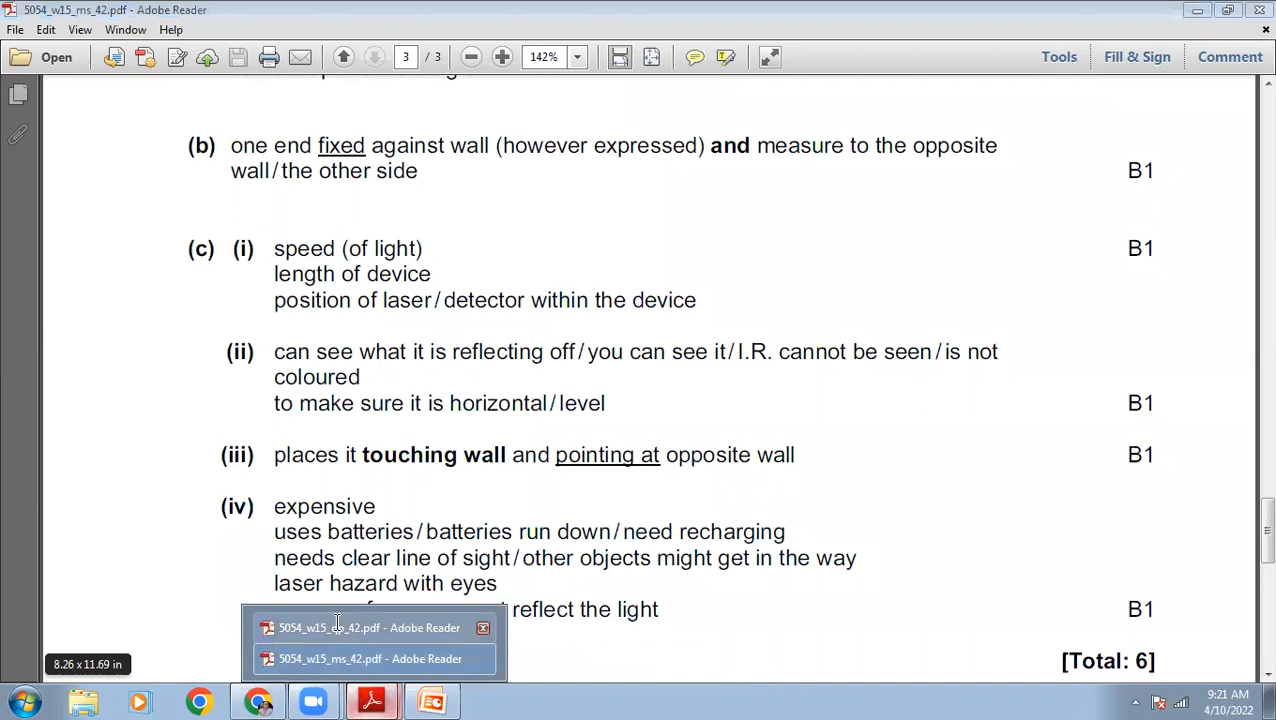 5054_w15_ms_42.pdf - Adobe Reader
File Edit View Window Help
Open 3 / 3 142% Tools Fill & Sign Comment
(b) one end fixed against wall (however expressed) and measure to the opposite
wall/the other side B1
(c) (i) speed (of light) B1
length of device
position of laser/detector within the device
(ii) can see what it is reflecting off/you can see it/I.R. cannot be seen/is not
coloured
to make sure it is horizontal/level B1
(iii) places it touching wall and pointing at opposite wall B1
(iv) expensive
uses batteries/batteries run down/need recharging
needs clear line of sight/other objects might get in the way
laser hazard with eyes
reflect the light B1
5054_w15_ _42.pdf - Adobe Reader
5054_w15_ms_42.pdf - Adobe Reader
8.26 x 11.69 in
[Total: 6]
9:21 AM
4/10/2022